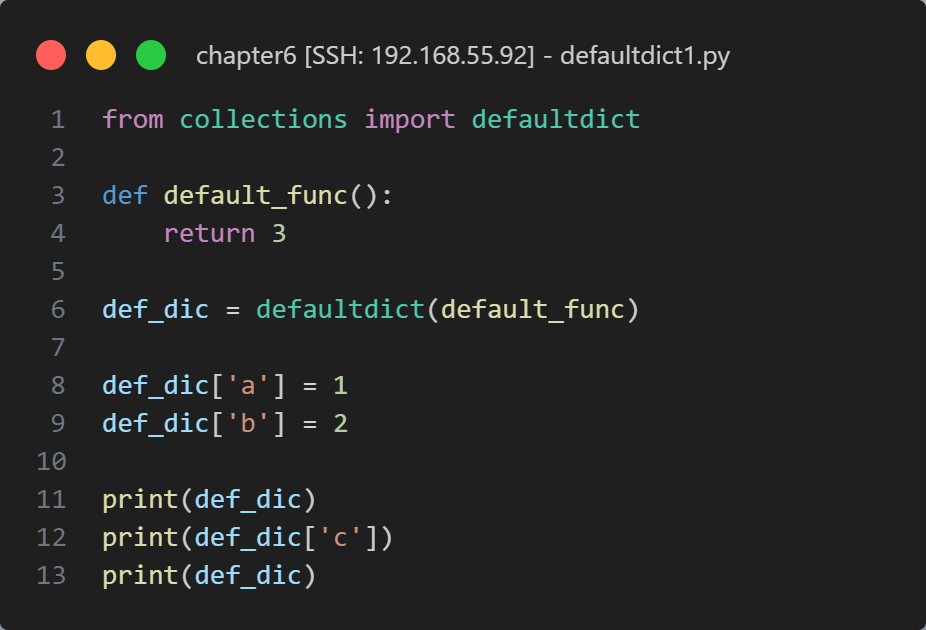 chapter6 [SSH: 192.168.55.92] - defaultdict1.py
1 from collections import defaultdict
2
3 def default_func():
4     return 3
5
6 def_dic = defaultdict(default_func)
7
8 def_dic['a'] = 1
9 def_dic['b'] = 2
10
11 print(def_dic)
12 print(def_dic['c'])
13 print(def_dic)